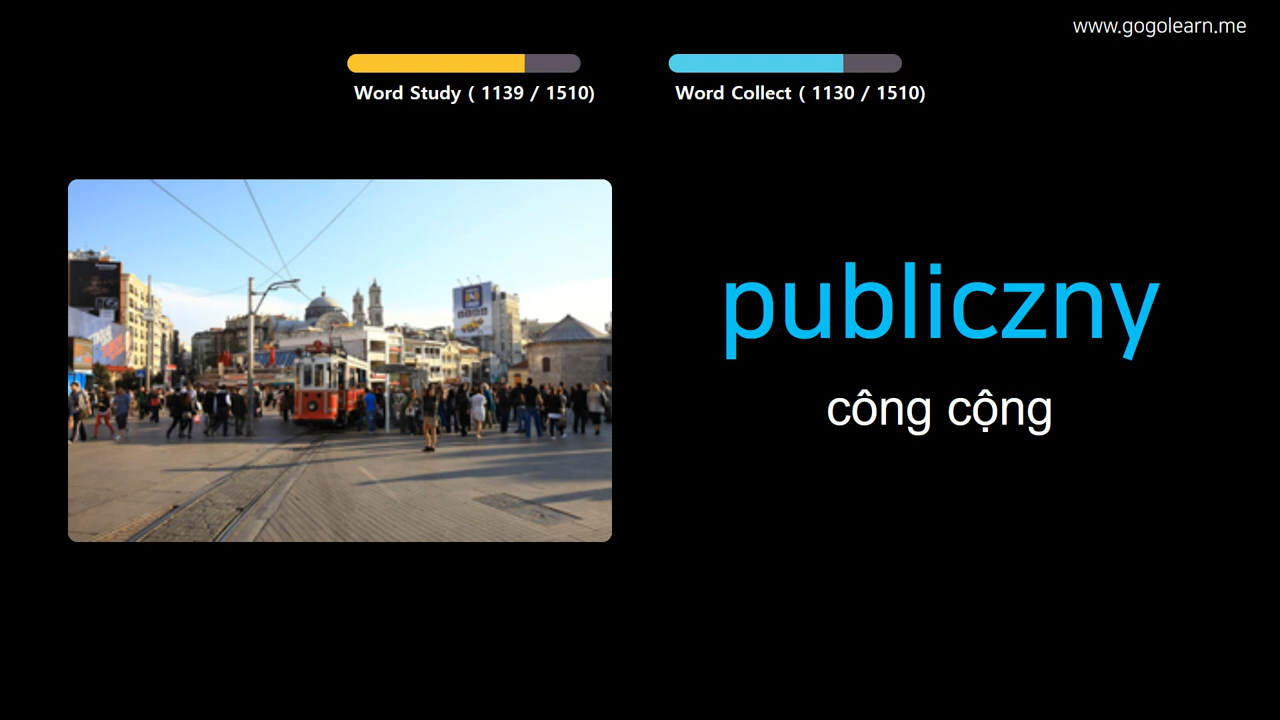 www.gogolearn.me
Word Study ( 1139 / 1510)
Word Collect ( 1130 / 1510)
publiczny
công cộng